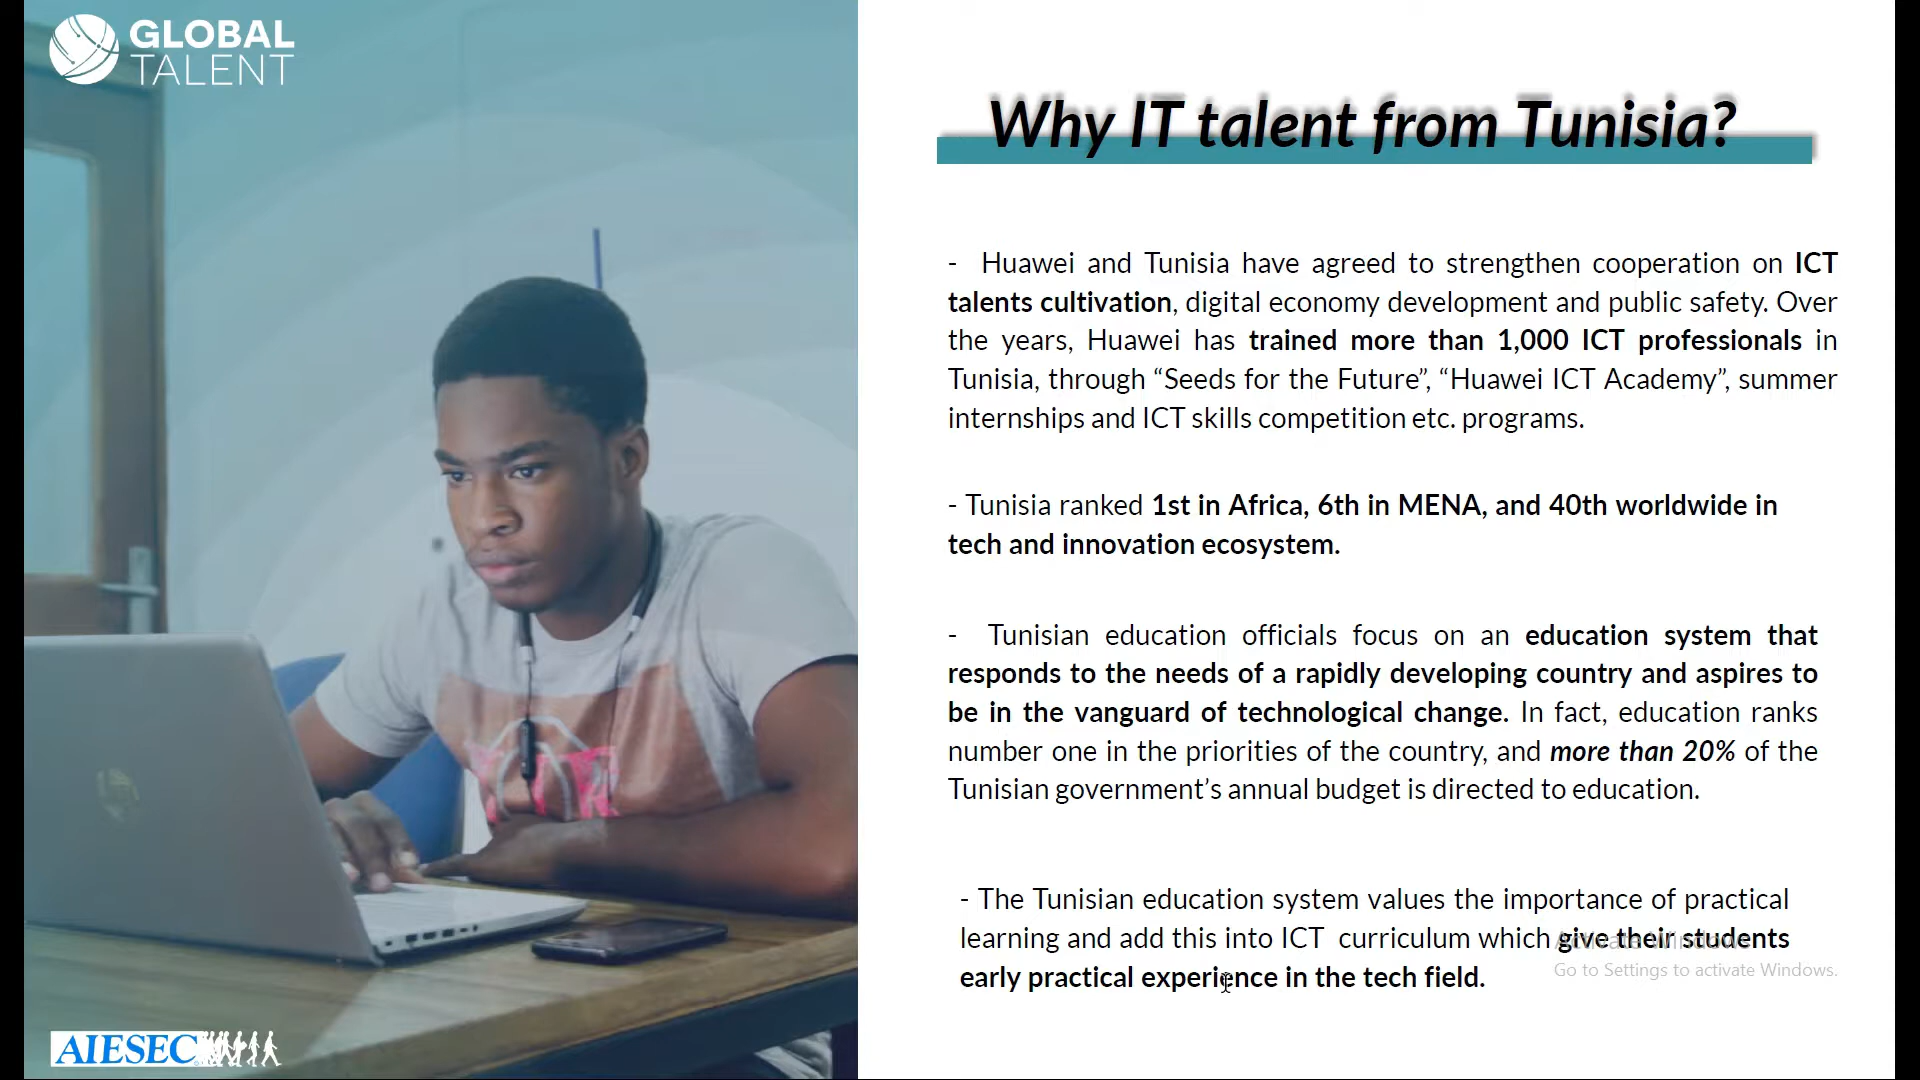 GLOBAL
TALENT
Why IT talent from Tunisia?
- Huawei and Tunisia have agreed to strengthen cooperation on ICT
talents cultivation, digital economy development and public safety. Over
the years, Huawei has trained more than 1,000 ICT professionals in
Tunisia, through “Seeds for the Future”, “Huawei ICT Academy”, summer
internships and ICT skills competition etc. programs.
- Tunisia ranked 1st in Africa, 6th in MENA, and 40th worldwide in
tech and innovation ecosystem.
- Tunisian education officials focus on an education system that
responds to the needs of a rapidly developing country and aspires to
be in the vanguard of technological change. In fact, education ranks
number one in the priorities of the country, and more than 20% of the
Tunisian government’s annual budget is directed to education.
- The Tunisian education system values the importance of practical
learning and add this into ICT curriculum which give their students
early practical experience in the tech field.
Activate Windows
Go to Settings to activate Windows.
AIESEC